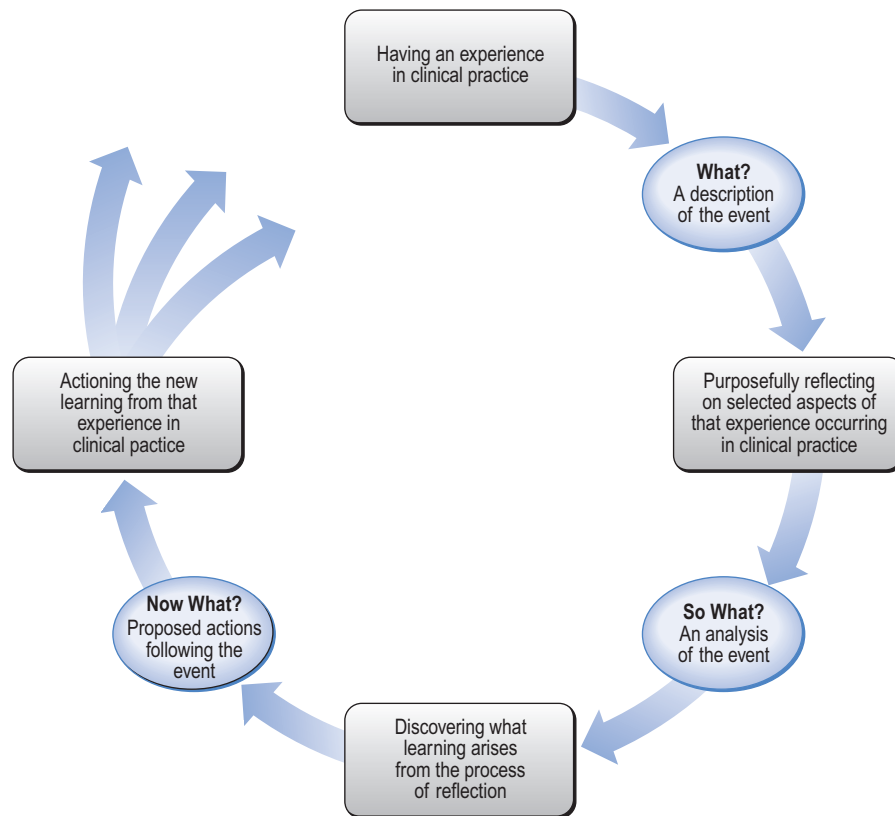 Having an experience
in clinical practice
What?
A description
of the event
Purposefully reflecting
on selected aspects of
that experience occurring
in clinical practice
So What?
An analysis
of the event
Discovering what
learning arises
from the process
of reflection
Now What?
Proposed actions
following the
event
Actioning the new
learning from that
experience in
clinical pactice